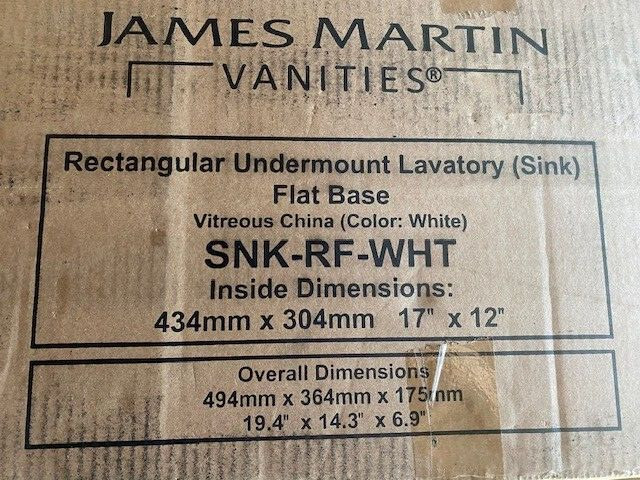 JAMES MARTIN
VANITIES®
Rectangular Undermount Lavatory (Sink)
Flat Base
Vitreous China (Color: White)
SNK-RF-WHT
Inside Dimensions:
434mm x 304mm 17" x 12"
Overall Dimensions
494mm x 364mm x 175mm
19.4" x 14.3" x 6.9"